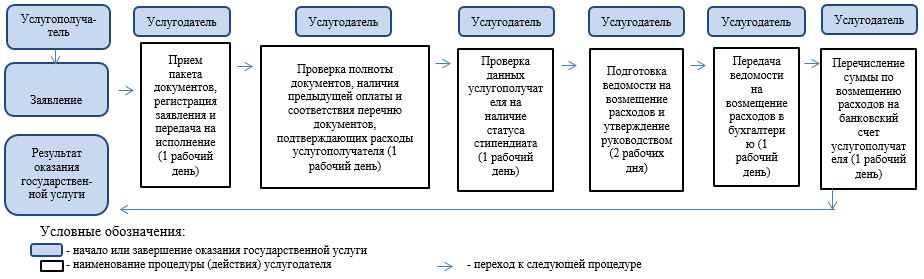 Услугополуча-
тель
Заявление
Результат
оказания
государствен-
ной услуги
Услугодатель
Прием
пакета
документов,
регистрация
заявления и
передача на
исполнение
(1 рабочий
день)
Услугодатель
Проверка полноты
документов, наличия
предыдущей оплаты и
соответствия перечню
документов,
подтверждающих расходы
услугополучателя (1
рабочий день)
Услугодатель
Проверка
данных
услугополучат
еля на
наличие
статуса
стипендиата
(1 рабочий
день)
Услугодатель
Подготовка
ведомости на
возмещение
расходов и
утверждение
руководством
(2 рабочих
дня)
Услугодатель
Передача
ведомости
на
возмещение
расходов в
бухгалтери
ю (1
рабочий
день)
Услугодатель
Перечисление
суммы по
возмещению
расходов на
банковский
счет
услугополучат
еля (1 рабочий
день)
Условные обозначения:
- начало или завершение оказания государственной услуги
- наименование процедуры (действия) услугодателя
- переход к следующей процедуре